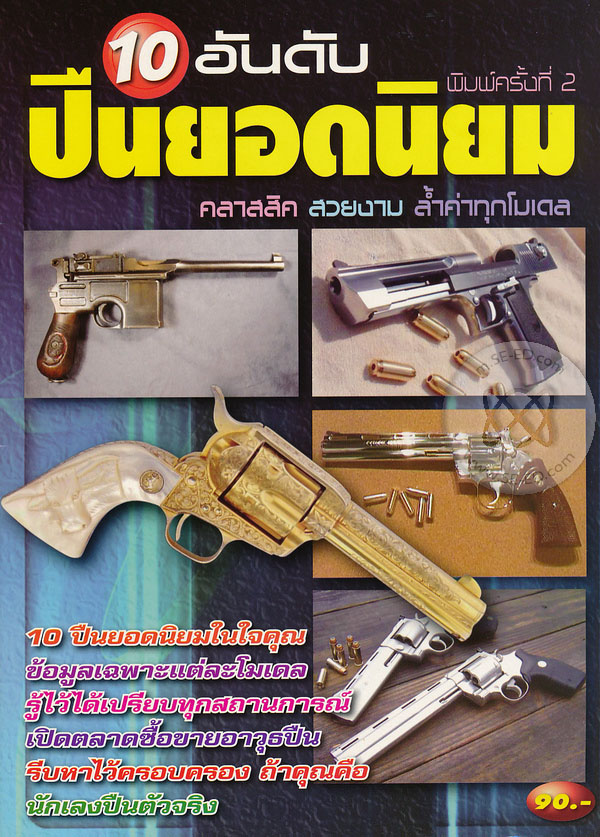 10 อันดับ
พิมพ์ครั้งที่ 2
ปืนยอดนิยม
คลาสสิค สวยงาม ล้ำค่าทุกโมเดล
SE-ED.com
SE-ED.com
10 ปืนยอดนิยมในใจคุณ
ข้อมูลเฉพาะแต่ละโมเดล
รู้ไว้ได้เปรียบทุกสถานการณ์
เปิดตลาดซื้อขายอาวุธปืน
รีบหาไว้ครอบครอง ถ้าคุณคือ
นักเลงปืนตัวจริง
90.-